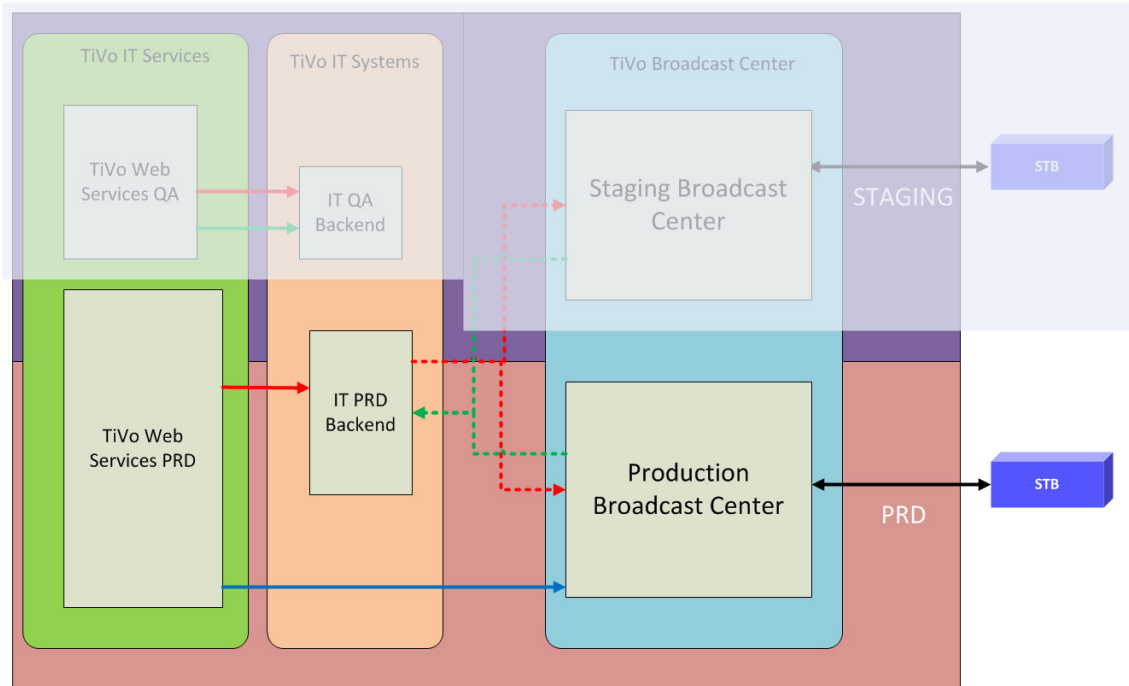 TiVo IT Services
TiVo IT Systems
TiVo Broadcast Center
TiVo Web
Services QA
IT QA
Backend
Staging Broadcast
Center
STAGING
STB
TiVo Web
Services PRD
IT PRD
Backend
Production
Broadcast Center
PRD
STB